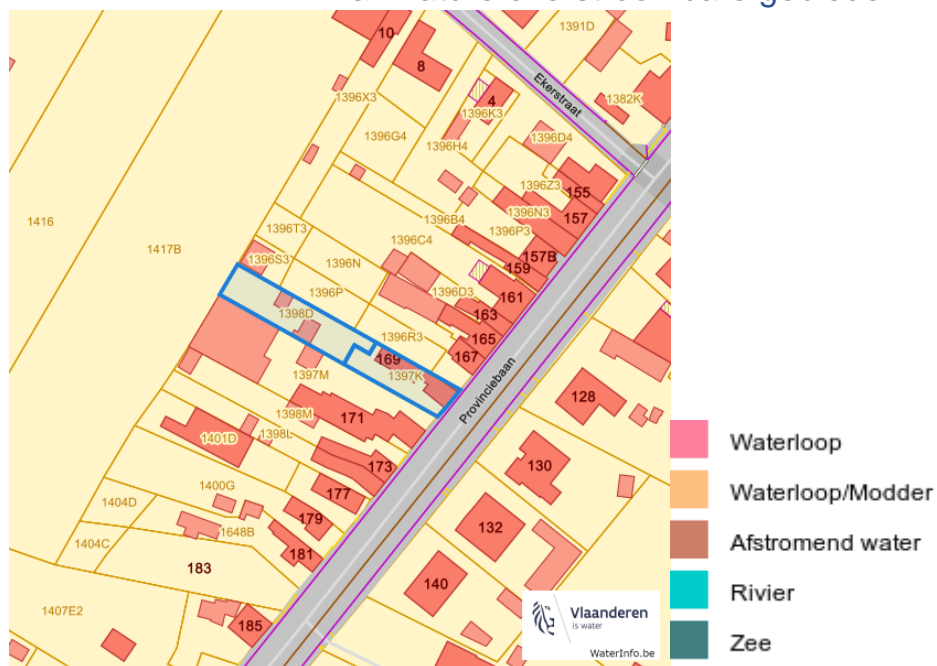 10
8
1391D
Ekerstraat
1382K
1396X3
4
1396K3
1396G4
1396H4
1396D4
1396Z3
155
1396N3
157
1396B4
1396P3
1416
1417B
1396T3
1396C4
157B
159
1396S3
1396N
1396P
1396D3
161
163
1398D
1396R3
165
167
169
1397K
1397M
Provinciebaan
128
1398M
171
1401D
1398L
173
130
1400G
177
1404D
179
132
1648B
1404C
181
183
140
1407E2
185
Vlaanderen
is water
WaterInfo.be
Waterloop
Waterloop/Modder
Afstromend water
Rivier
Zee